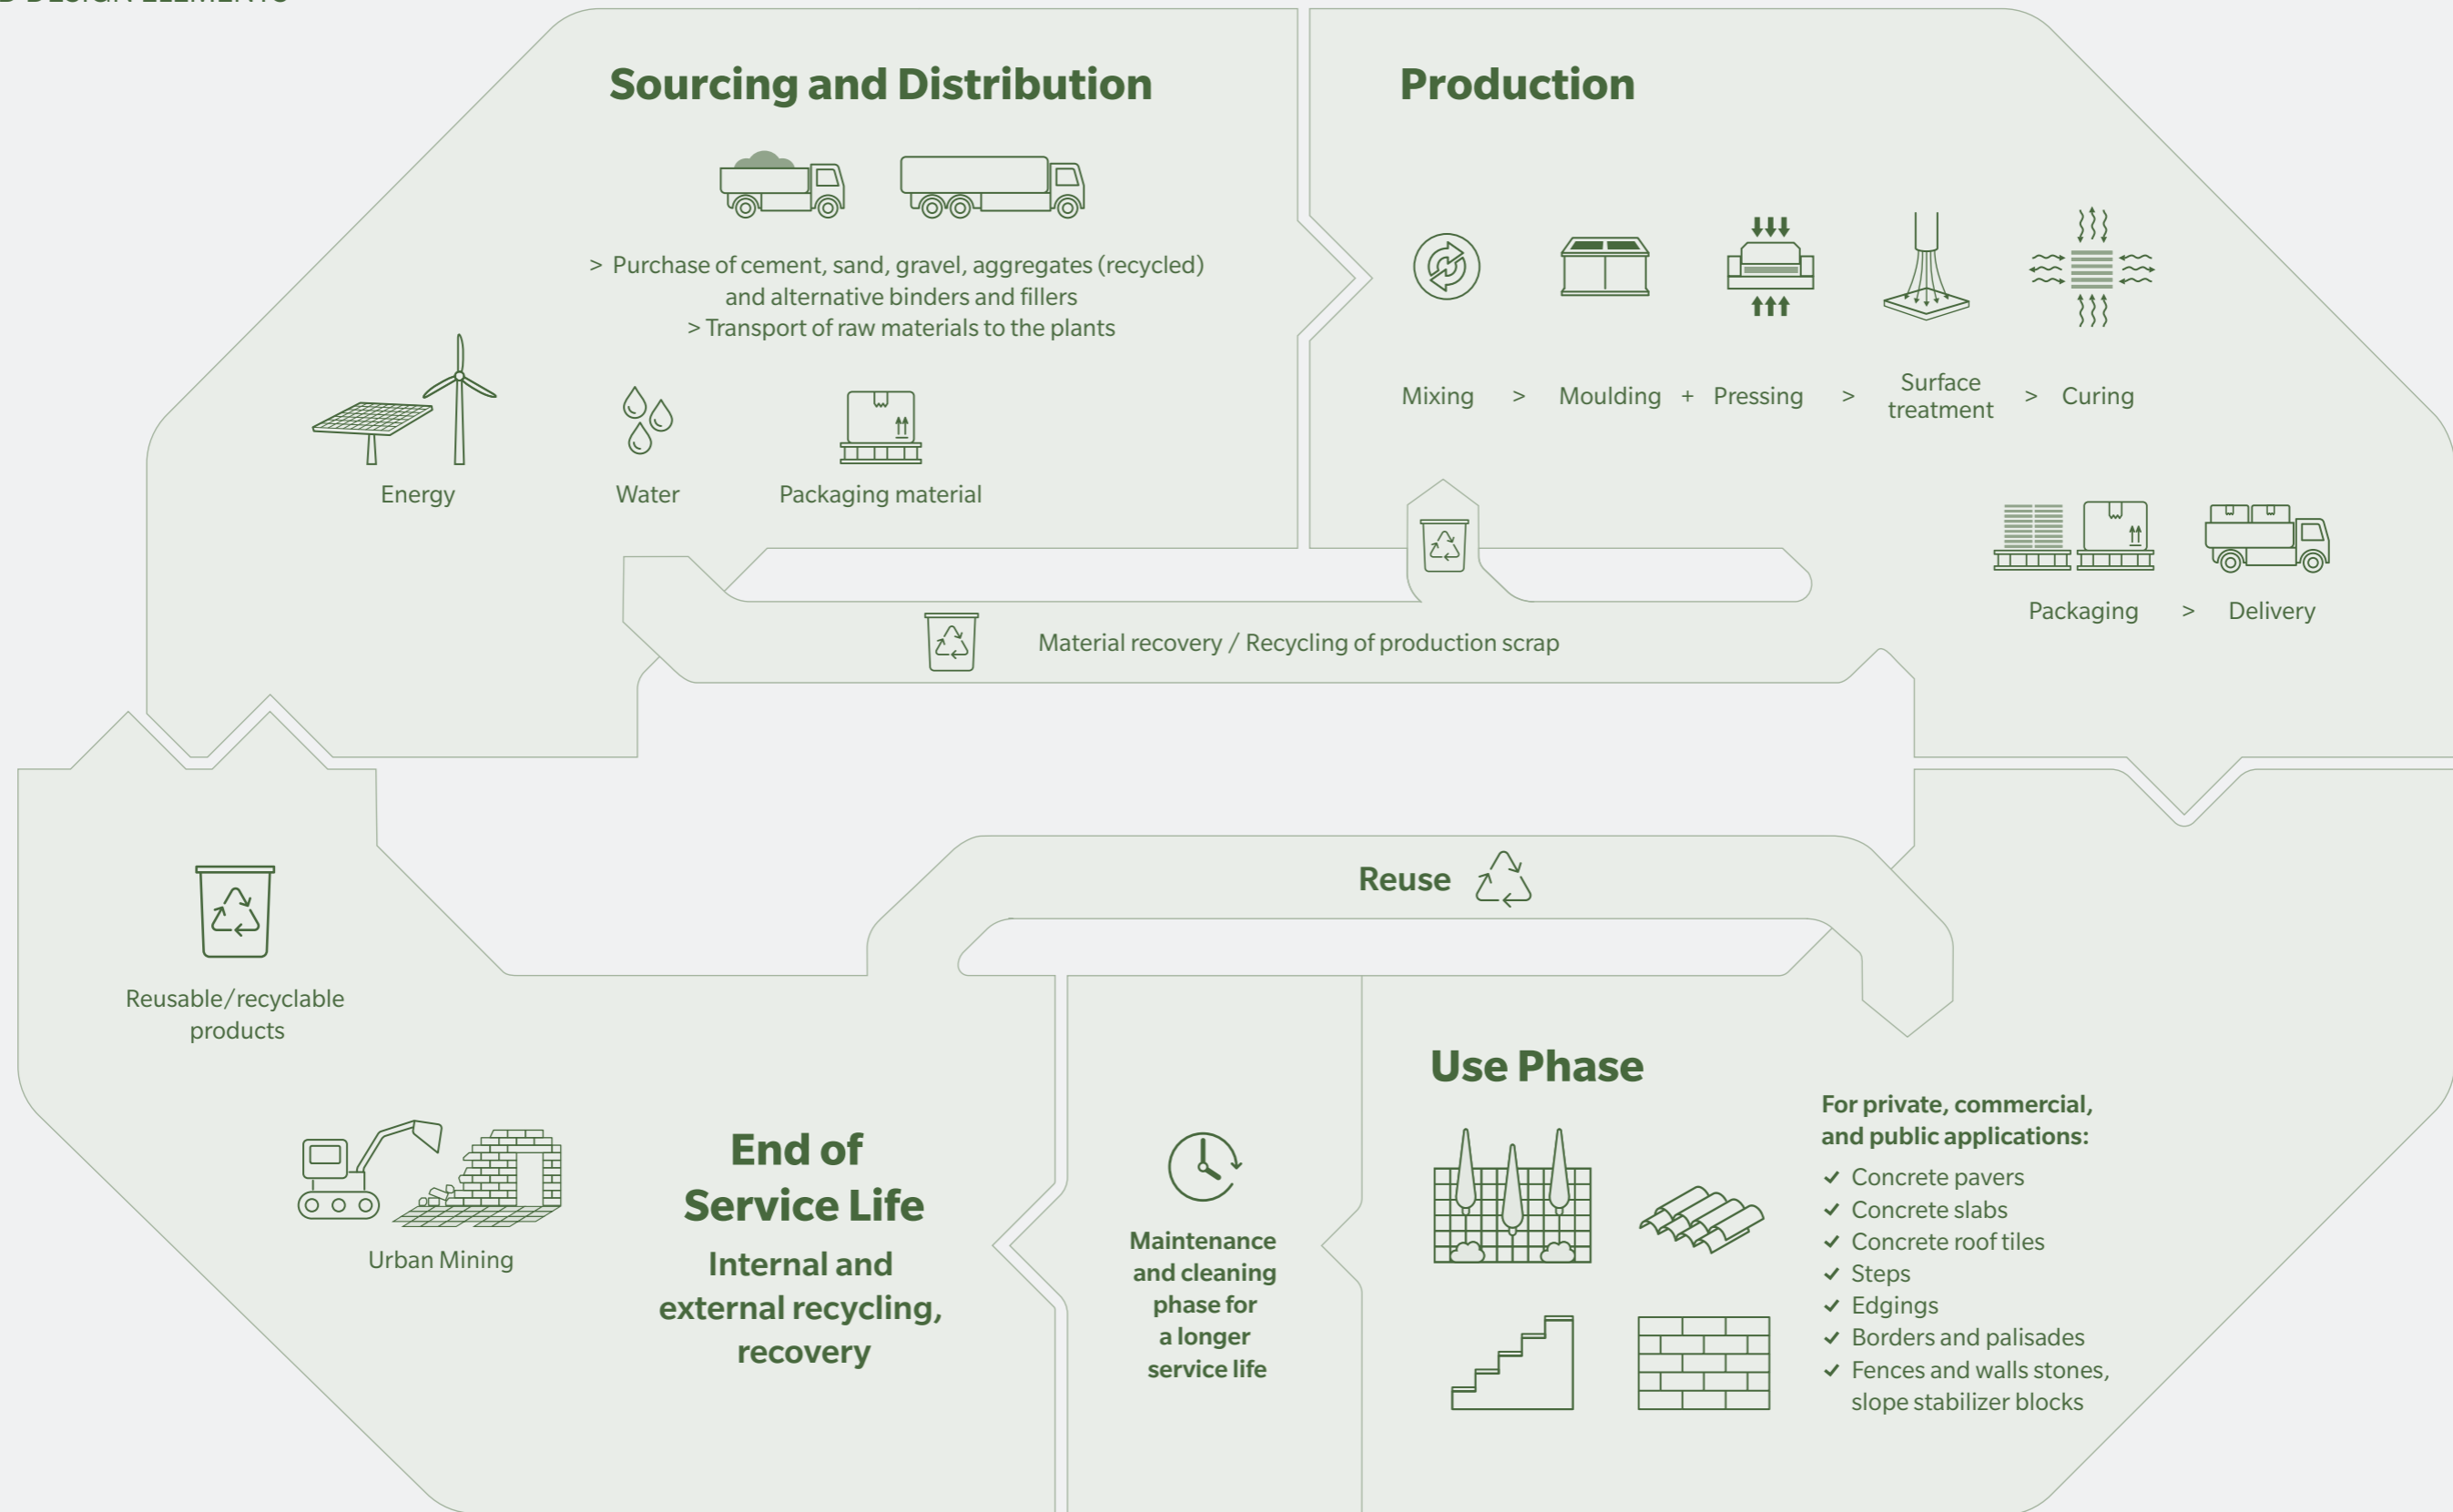 Sourcing and Distribution
> Purchase of cement, sand, gravel, aggregates (recycled)
and alternative binders and fillers
> Transport of raw materials to the plants
Energy
Water
Packaging material
Production
Mixing > Moulding + Pressing > Surface treatment > Curing
Packaging > Delivery
Material recovery / Recycling of production scrap
Reuse
Reusable/recyclable
products
Urban Mining
End of
Service Life
Internal and
external recycling,
recovery
Maintenance
and cleaning
phase for
a longer
service life
Use Phase
For private, commercial,
and public applications:
✓ Concrete pavers
✓ Concrete slabs
✓ Concrete roof tiles
✓ Steps
✓ Edgings
✓ Borders and palisades
✓ Fences and walls stones,
slope stabilizer blocks